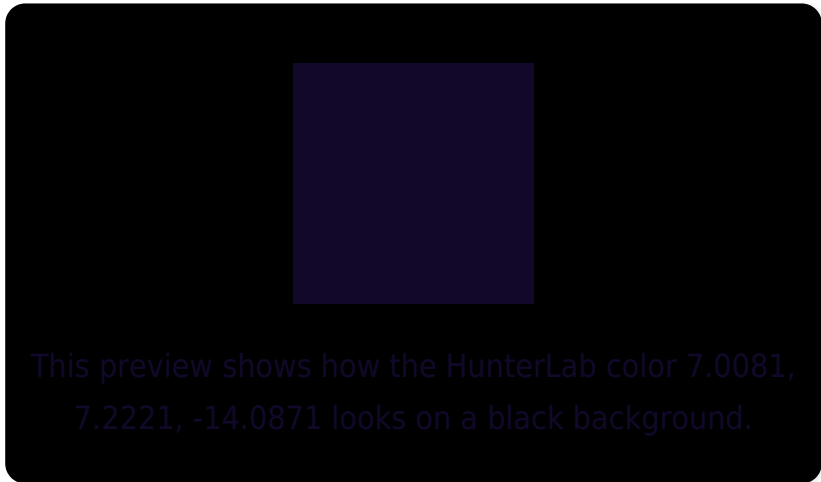 This preview shows how the HunterLab color 7.0081,
7.2221, -14.0871 looks on a black background.